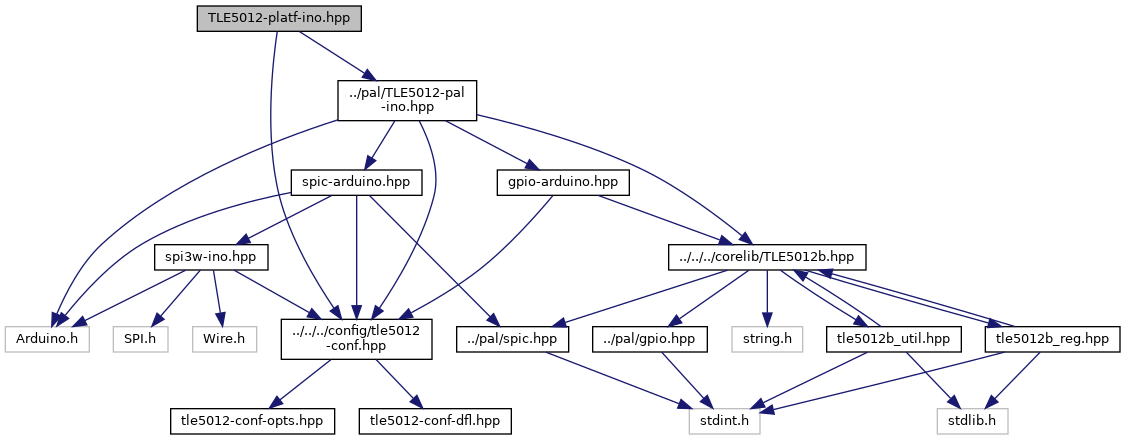 TLE5012-platf-ino.hpp
../pal/TLE5012-pal
-ino.hpp
spic-arduino.hpp
gpio-arduino.hpp
spi3w-ino.hpp
../../../corelib/TLE5012b.hpp
Arduino.h
SPI.h
Wire.h
../../../config/tle5012
-conf.hpp
../pal/spic.hpp
../pal/gpio.hpp
string.h
tle5012b_util.hpp
tle5012b_reg.hpp
tle5012-conf-opts.hpp
tle5012-conf-dfl.hpp
stdint.h
stdlib.h